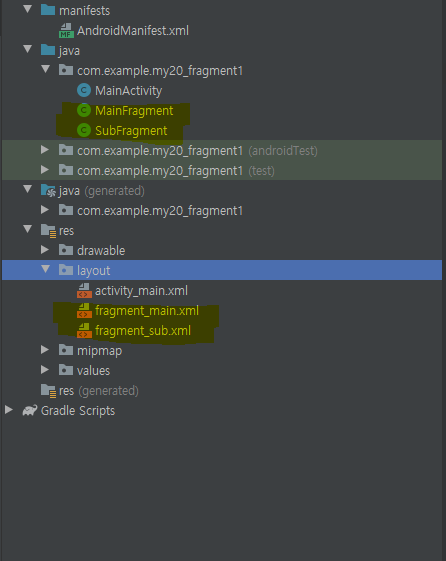 manifests
AndroidManifest.xml
java
com.example.my20_fragment1
MainActivity
MainFragment
SubFragment
com.example.my20_fragment1 (androidTest)
com.example.my20_fragment1 (test)
java (generated)
com.example.my20_fragment1
res
drawable
layout
activity_main.xml
fragment_main.xml
fragment_sub.xml
mipmap
values
res (generated)
Gradle Scripts